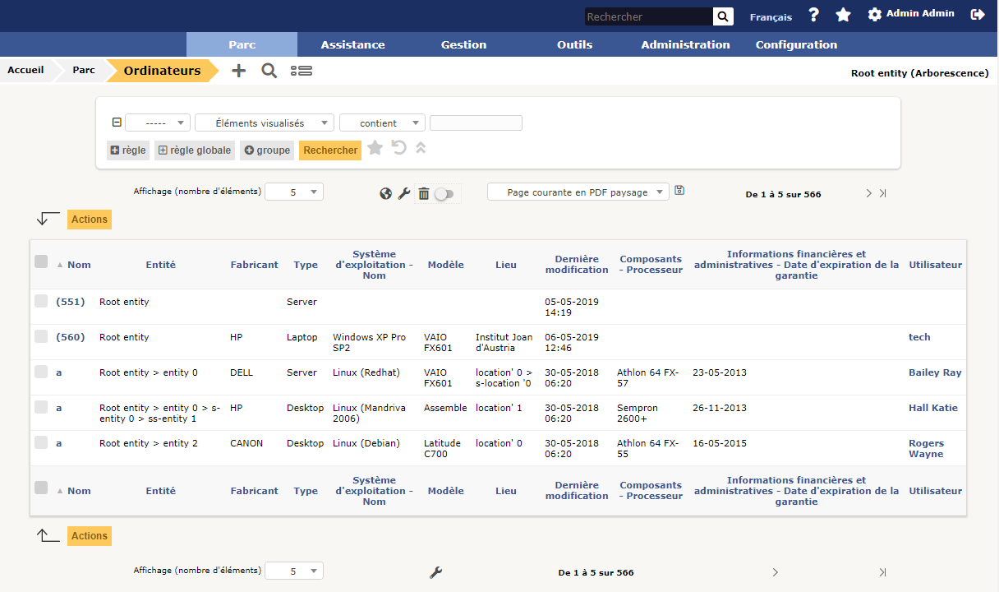 Rechercher Français Admin Admin
Parc Assistance Gestion Outils Administration Configuration
Accueil Parc Ordinateurs Root entity (Arborescence)
----- Éléments visualisés contient
règle règle globale groupe Rechercher
Affichage (nombre d'éléments) 5 Page courante en PDF paysage De 1 à 5 sur 566
Actions
Nom Entité Fabricant Type Système d'exploitation - Nom Modèle Lieu Dernière modification Composants - Processeur Informations financières et administratives - Date d'expiration de la garantie Utilisateur
(551) Root entity Server 05-05-2019 14:19
(560) Root entity HP Laptop Windows XP Pro SP2 VAIO FX601 Institut Joan d'Austria 06-05-2019 12:46 tech
a Root entity > entity 0 DELL Server Linux (Redhat) VAIO FX601 location' 0 > s-location '0 30-05-2018 06:20 Athlon 64 FX-57 23-05-2013 Bailey Ray
a Root entity > entity 0 > s-entity 0 > ss-entity 1 HP Desktop Linux (Mandriva 2006) Assemble location' 1 30-05-2018 06:20 Sempron 2600+ 26-11-2013 Hall Katie
a Root entity > entity 2 CANON Desktop Linux (Debian) Latitude C700 location' 0 30-05-2018 06:20 Athlon 64 FX-55 16-05-2015 Rogers Wayne
Nom Entité Fabricant Type Système d'exploitation - Nom Modèle Lieu Dernière modification Composants - Processeur Informations financières et administratives - Date d'expiration de la garantie Utilisateur
Actions
Affichage (nombre d'éléments) 5 De 1 à 5 sur 566